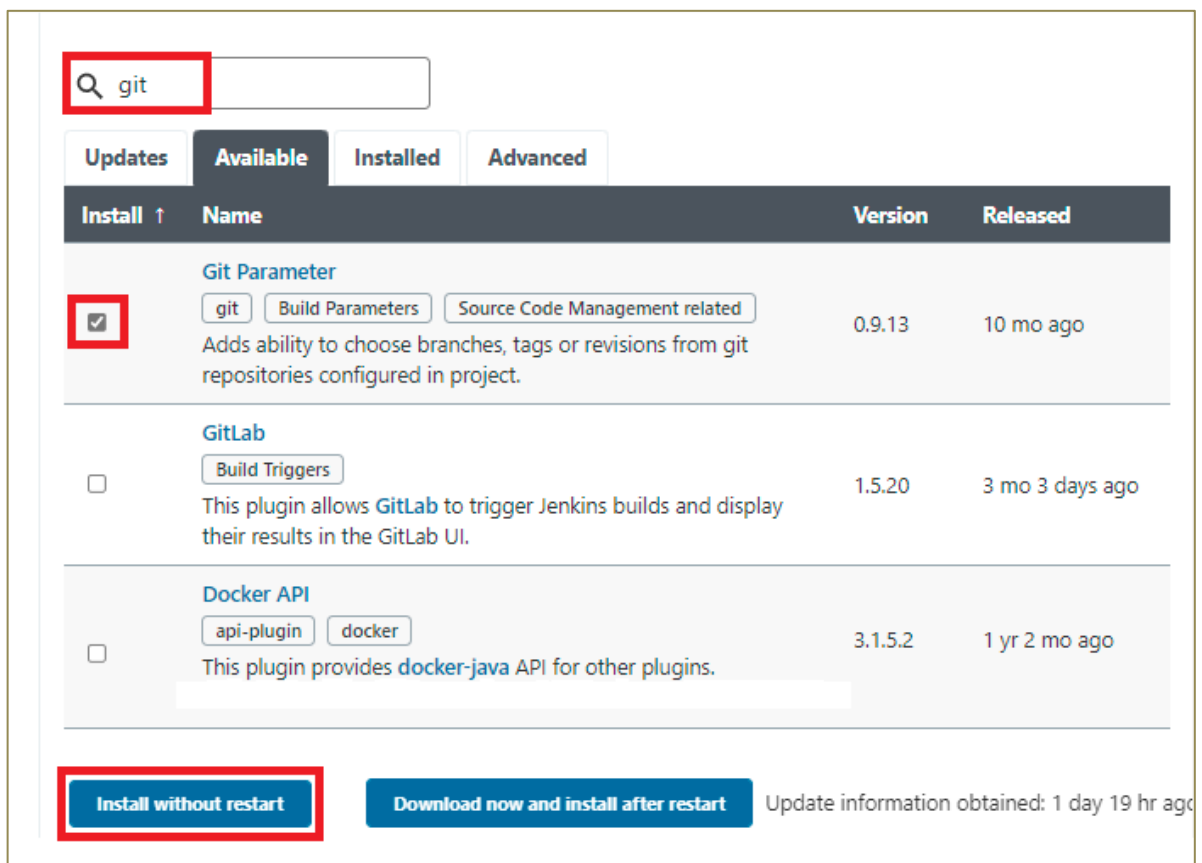 git
Updates Available Installed Advanced
Install ↑ Name Version Released
Git Parameter
git Build Parameters Source Code Management related
Adds ability to choose branches, tags or revisions from git
repositories configured in project.
0.9.13 10 mo ago
GitLab
Build Triggers
This plugin allows GitLab to trigger Jenkins builds and display
their results in the GitLab UI.
1.5.20 3 mo 3 days ago
Docker API
api-plugin docker
This plugin provides docker-java API for other plugins.
3.1.5.2 1 yr 2 mo ago
Install without restart Download now and install after restart Update information obtained: 1 day 19 hr ago